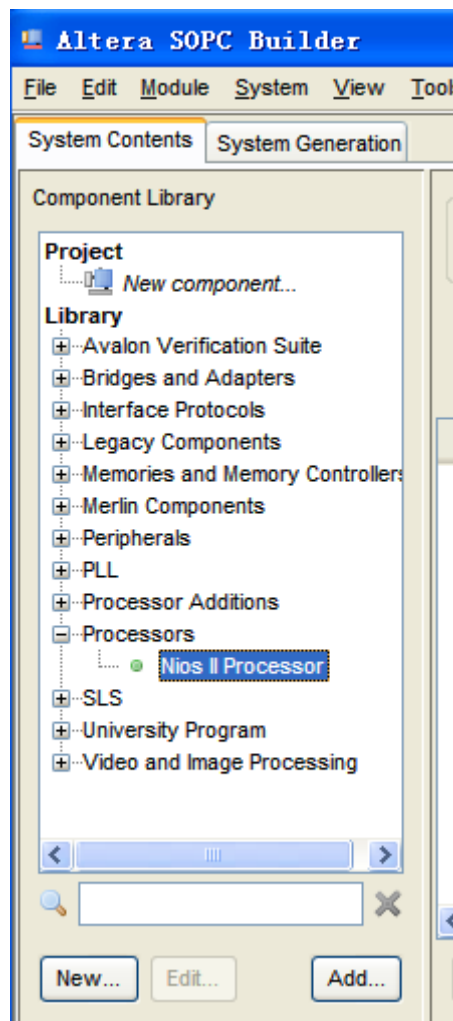 Altera SOPC Builder
File Edit Module System View
System Contents System Generation
Component Library
Project
New component...
Library
Avalon Verification Suite
Bridges and Adapters
Interface Protocols
Legacy Components
Memories and Memory Controllers
Merlin Components
Peripherals
PLL
Processor Additions
Processors
Nios II Processor
SLS
University Program
Video and Image Processing
New... Edit... Add...